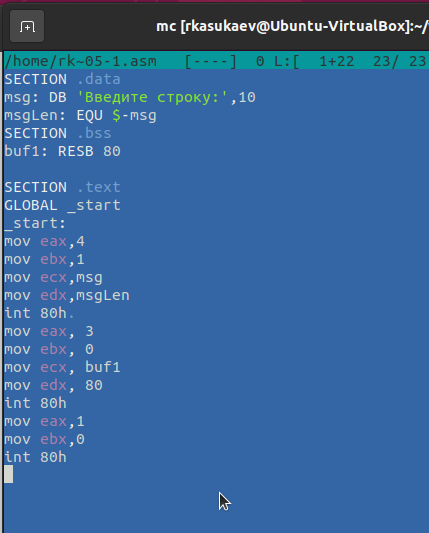 mc [rkasukaev@Ubuntu-VirtualBox]:~/
/home/rk~05-1.asm [----] 0 L:[ 1+22 23/ 23
SECTION .data
msg: DB 'Введите строку:',10
msgLen: EQU $-msg
SECTION .bss
buf1: RESB 80
SECTION .text
GLOBAL _start
_start:
mov eax,4
mov ebx,1
mov ecx,msg
mov edx,msgLen
int 80h.
mov eax, 3
mov ebx, 0
mov ecx, buf1
mov edx, 80
int 80h
mov eax,1
mov ebx,0
int 80h